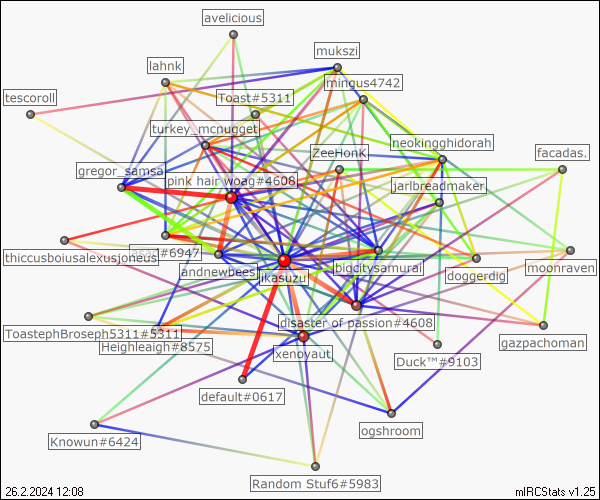 avelicious
mukszi
lahnk
mingus4742
tescoroll
Toast#5311
turkey_mcnugget
neokingghidorah
ZeeHonk
facadas.
gregor_samsa
pink hair woag#4608
jarlbreadmaker
thiccusboiusalexusjoneus
#6947
andnewbees
ikasuzu
bigcitysamurai
doggerdig
moonraven
ToastephBroseph5311#5311
disaster of passion#4608
Heighleaigh#8575
xenoyaut
gazpachoman
Duck™#9103
default#0617
ogshroom
Knowun#6424
Random Stuf6#5983
26.2.2024 12:08
mIRCStats v1.25